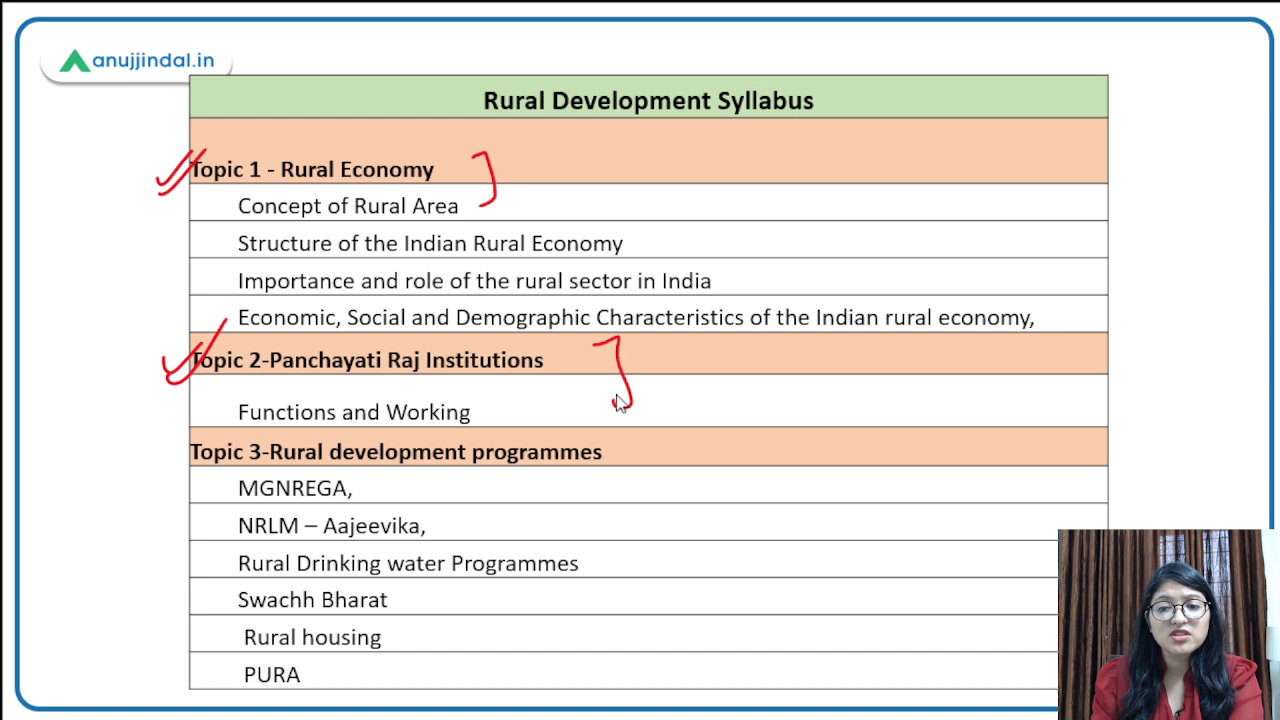 anujjindal.in
Rural Development Syllabus
Topic 1 - Rural Economy
Concept of Rural Area
Structure of the Indian Rural Economy
Importance and role of the rural sector in India
Economic, Social and Demographic Characteristics of the Indian rural economy,
Topic 2-Panchayati Raj Institutions
Functions and Working
Topic 3-Rural development programmes
MGNREGA,
NRLM – Aajeevika,
Rural Drinking water Programmes
Swachh Bharat
Rural housing
PURA